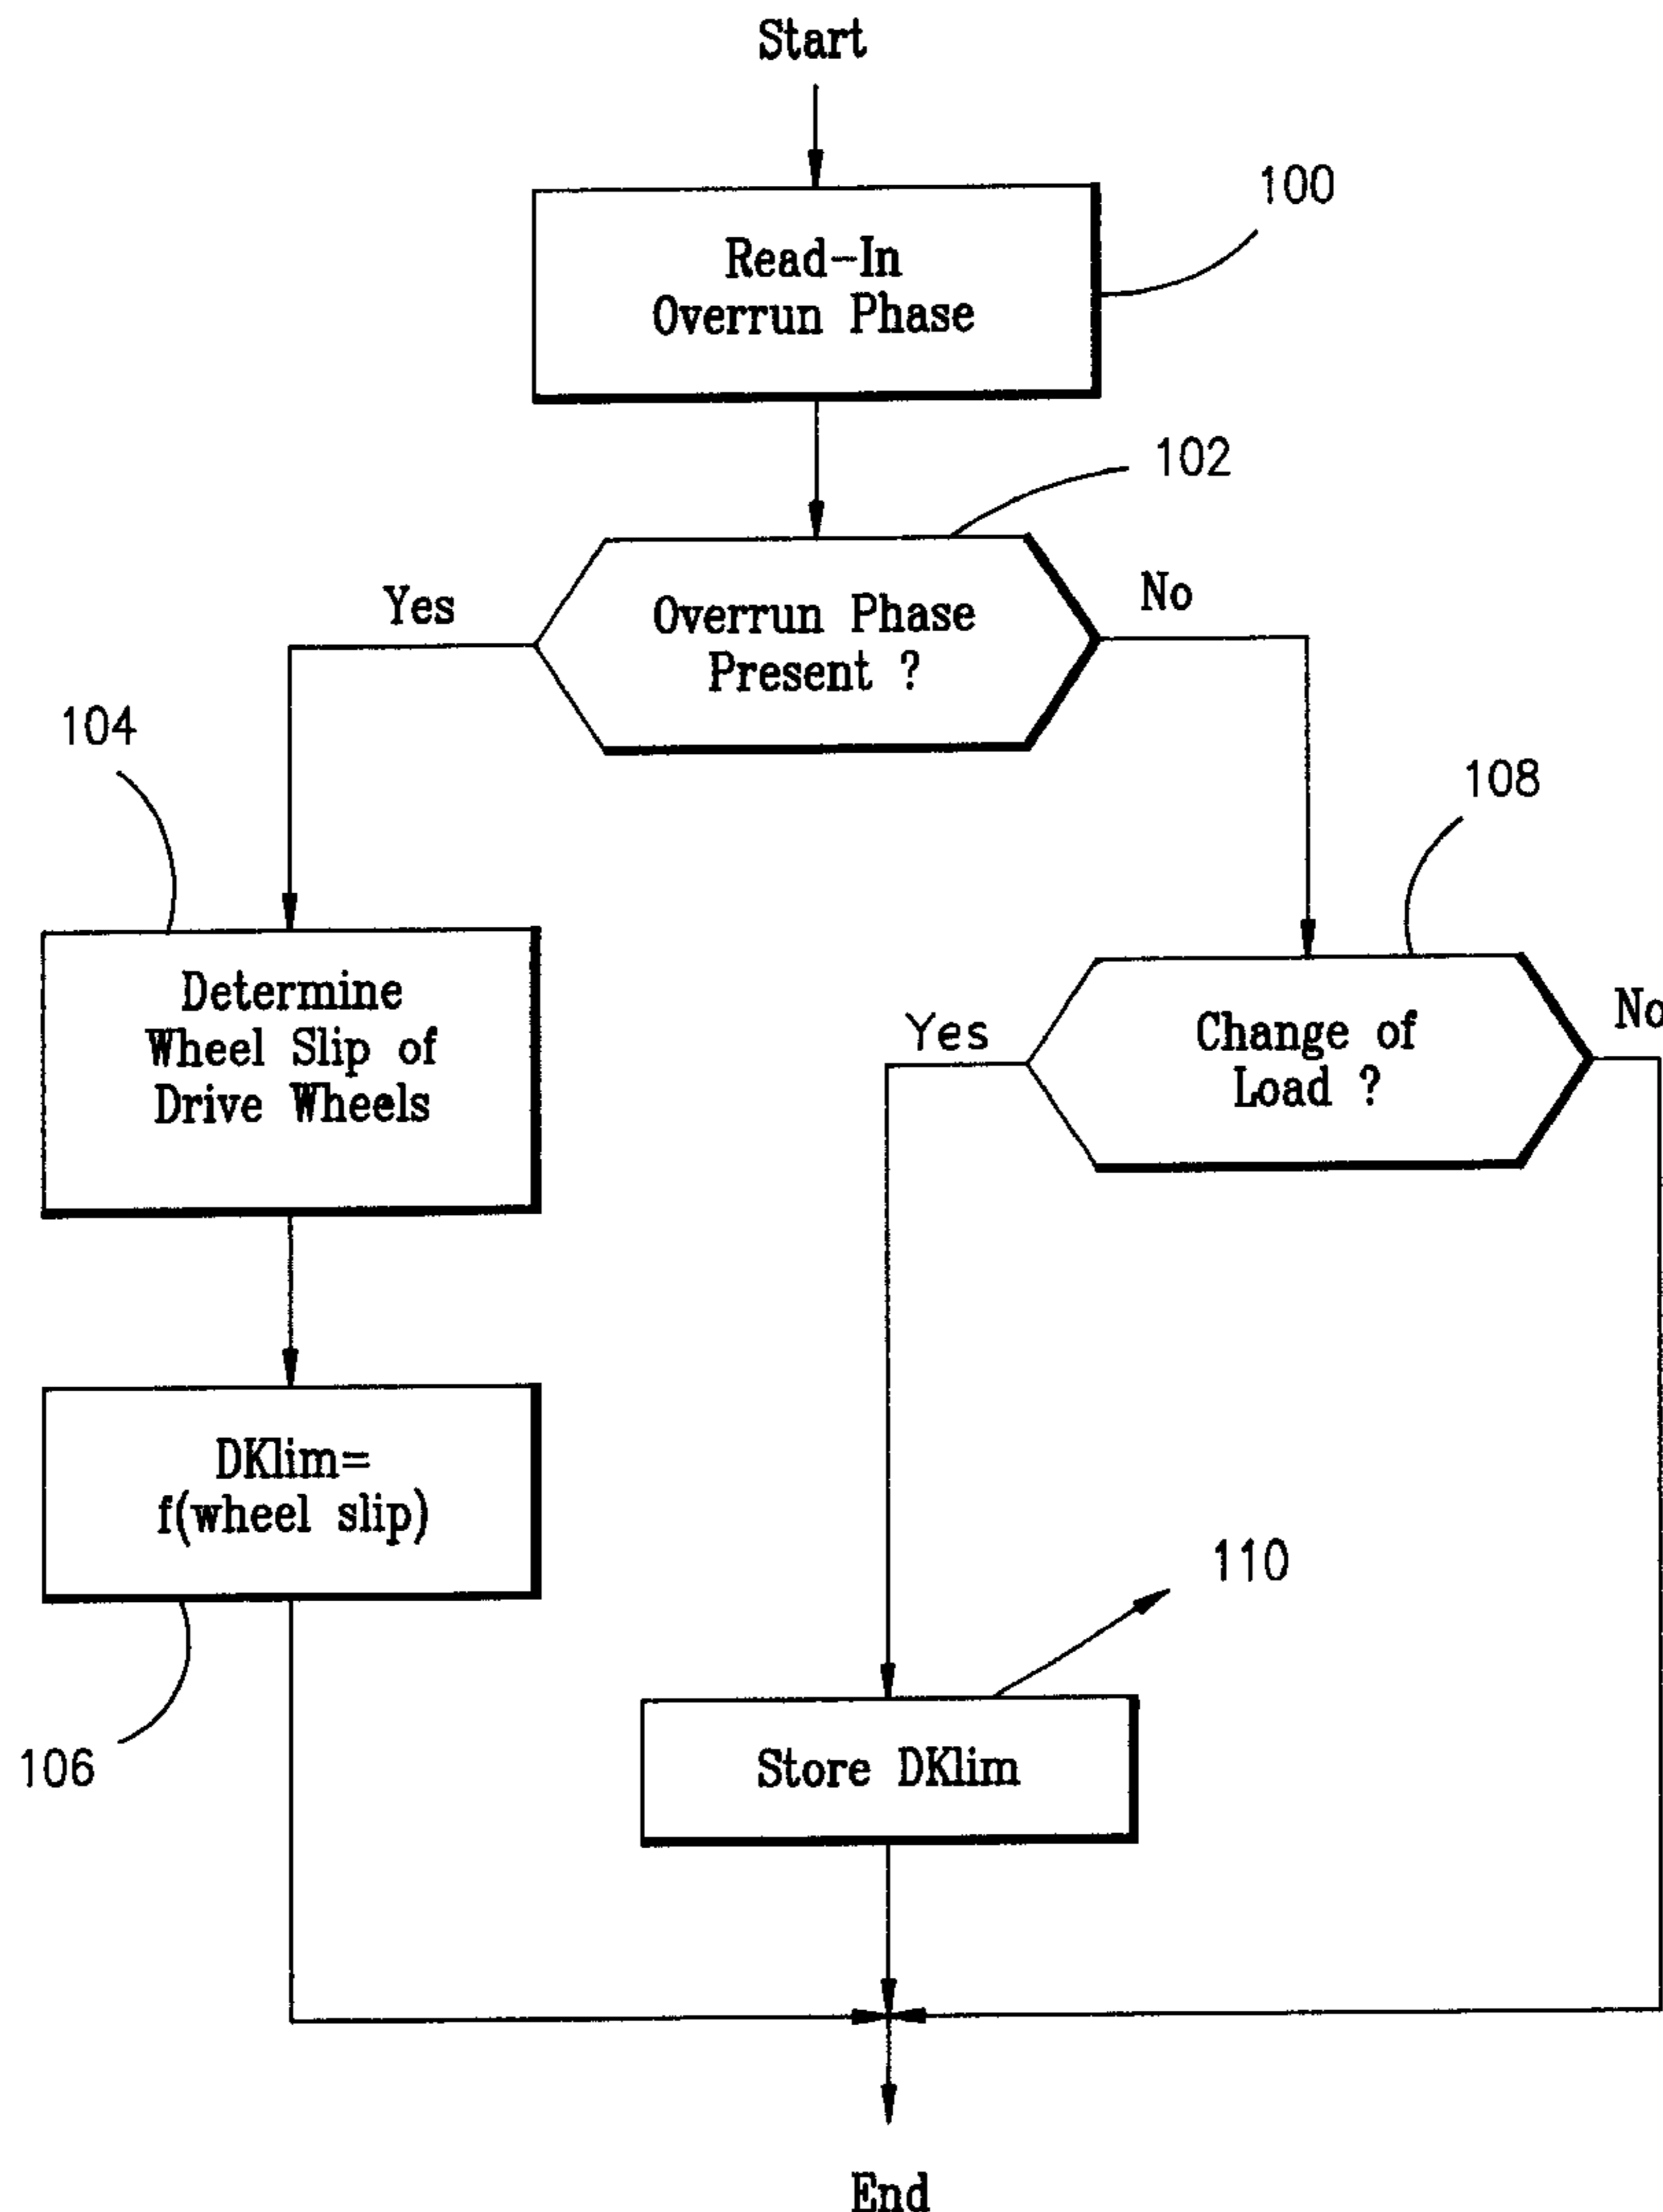 Start
100
Read-In
Overrun Phase
102
Yes
Overrun Phase
Present ?
No
104
108
Determine
Wheel Slip of
Drive Wheels
Yes
Change of
Load ?
No
DKlim=
f(wheel slip)
110
106
Store DKlim
End